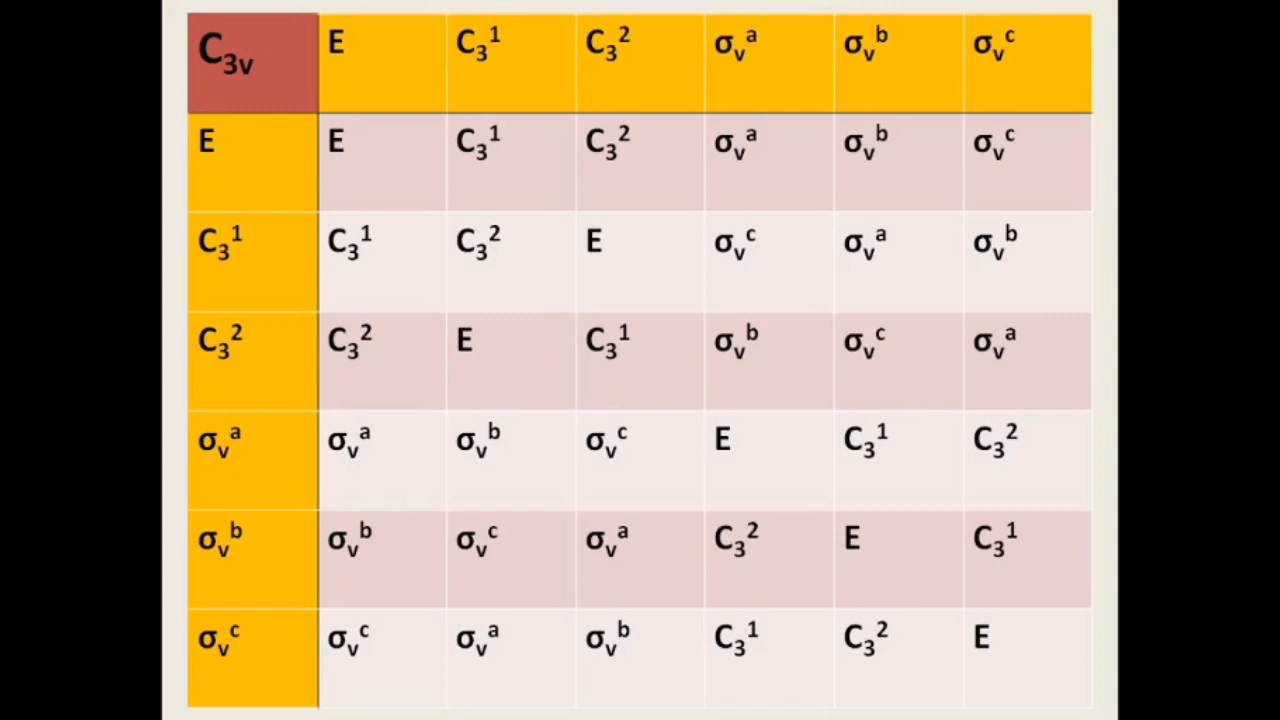 C₃ᵥ E C₃¹ C₃² σᵥᵃ σᵥᵇ σᵥᶜ
E E C₃¹ C₃² σᵥᵃ σᵥᵇ σᵥᶜ
C₃¹ C₃¹ C₃² E σᵥᶜ σᵥᵃ σᵥᵇ
C₃² C₃² E C₃¹ σᵥᵇ σᵥᶜ σᵥᵃ
σᵥᵃ σᵥᵃ σᵥᵇ σᵥᶜ E C₃¹ C₃²
σᵥᵇ σᵥᵇ σᵥᶜ σᵥᵃ C₃² E C₃¹
σᵥᶜ σᵥᶜ σᵥᵃ σᵥᵇ C₃¹ C₃² E